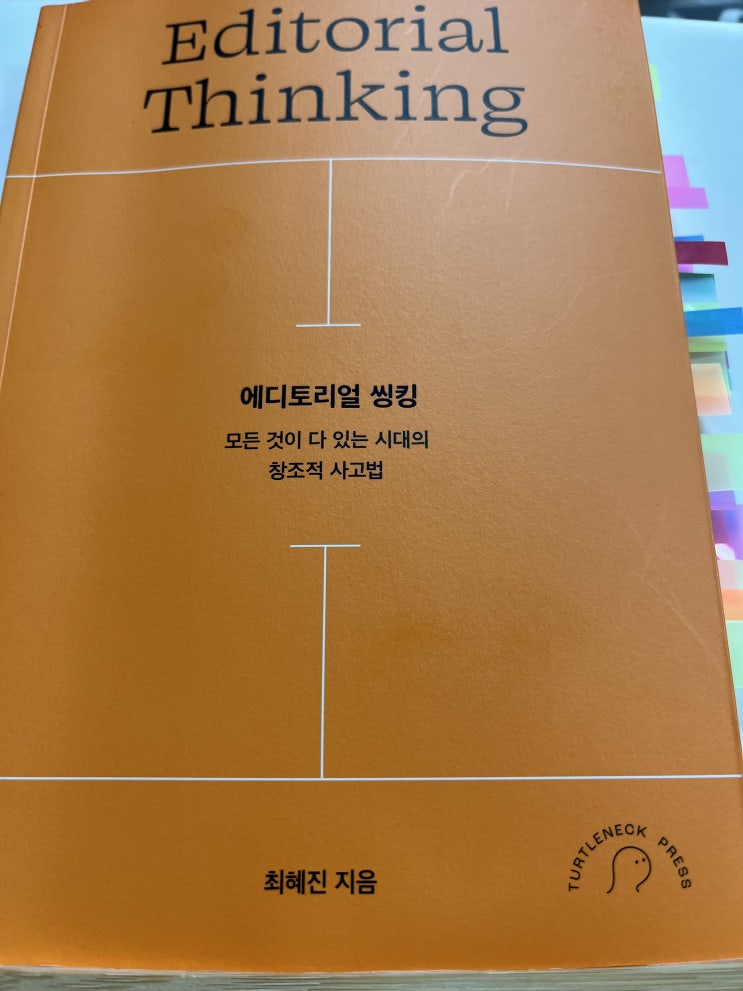 Editorial
Thinking
에디토리얼 씽킹
모든 것이 다 있는 시대의
창조적 사고법
최혜진 지음
TURTLENECK PRESS